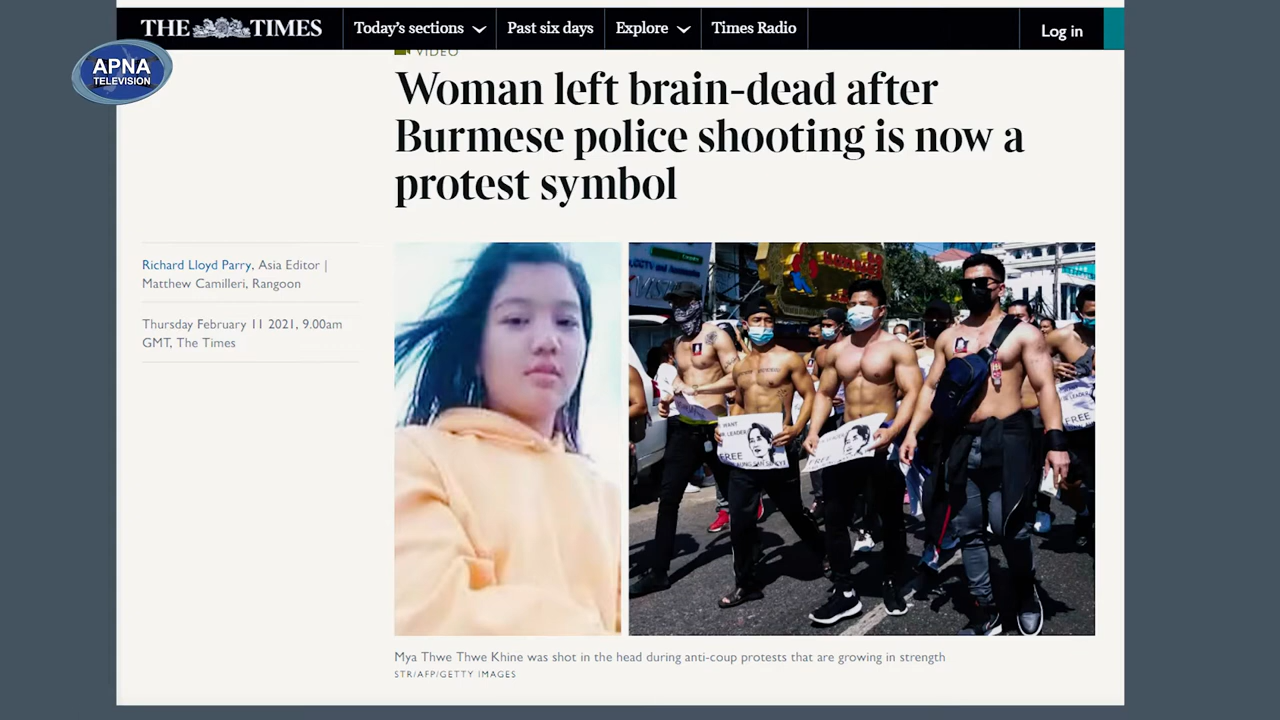 THE TIMES
Today's sections
Past six days
Explore
Times Radio
Log in
APNA
TELEVISION
VIDEO
Woman left brain-dead after
Burmese police shooting is now a
protest symbol
Richard Lloyd Parry, Asia Editor |
Matthew Camilleri, Rangoon
Thursday February 11 2021, 9.00am
GMT, The Times
WANT
LEADER
FREE
FREE
FREE
Mya Thwe Thwe Khine was shot in the head during anti-coup protests that are growing in strength
STR/AFP/GETTY IMAGES